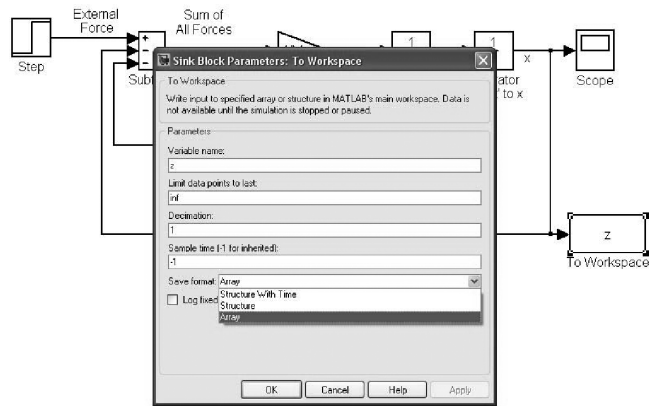 External
Force
Sum of
All Forces
+
−
−
1
1
Step
Subt
x
ator
' to x
Scope
Sink Block Parameters: To Workspace
To Workspace
Write input to specified array or structure in MATLAB's main workspace. Data is
not available until the simulation is stopped or paused.
Parameters
Variable name:
z
Limit data points to last:
inf
Decimation:
1
Sample time (-1 for inherited):
-1
Save format: Array
Structure With Time
Structure
Array
Log fixed
OK Cancel Help Apply
z
To Workspace